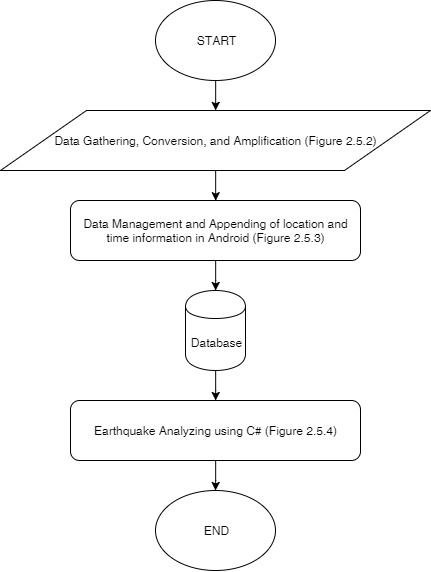 START
Data Gathering, Conversion, and Amplification (Figure 2.5.2)
Data Management and Appending of location and
time information in Android (Figure 2.5.3)
Database
Earthquake Analyzing using C# (Figure 2.5.4)
END